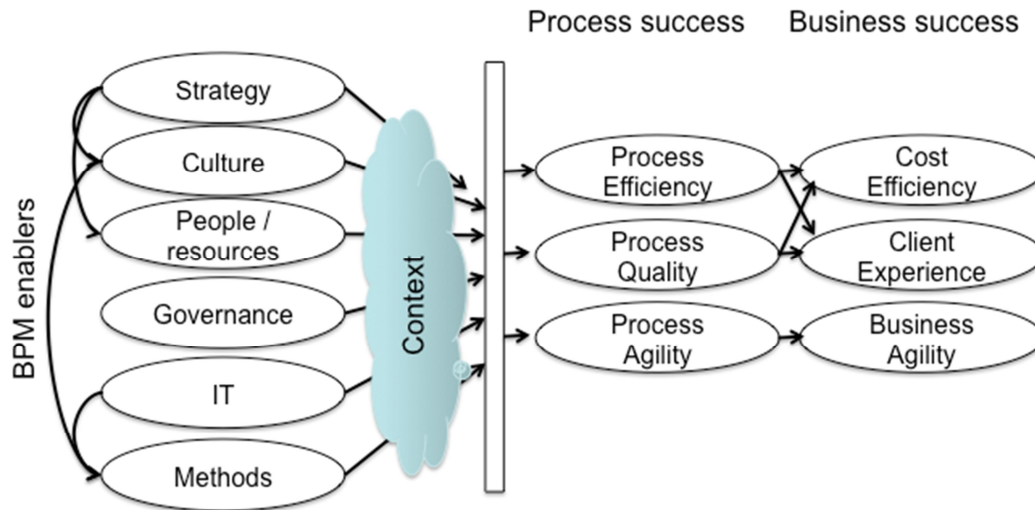 Process success
Business success
BPM enablers
Strategy
Culture
People /
resources
Governance
IT
Methods
Context
Process
Efficiency
Process
Quality
Process
Agility
Cost
Efficiency
Client
Experience
Business
Agility